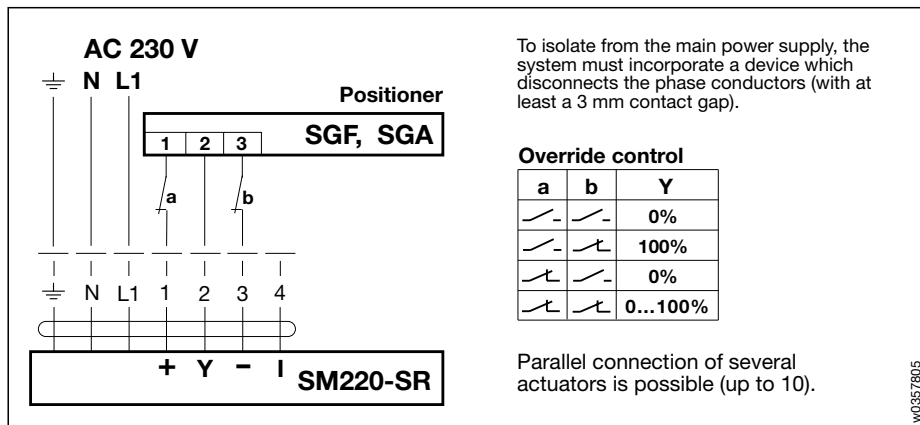 AC 230 V
N L1
Positioner
1 2 3 SGF, SGA
a b
⏚ N L1 1 2 3 4
+ Y − I SM220-SR
To isolate from the main power supply, the
system must incorporate a device which
disconnects the phase conductors (with at
least a 3 mm contact gap).
Override control
a b Y
0%
100%
0%
0...100%
Parallel connection of several
actuators is possible (up to 10).
w0357805